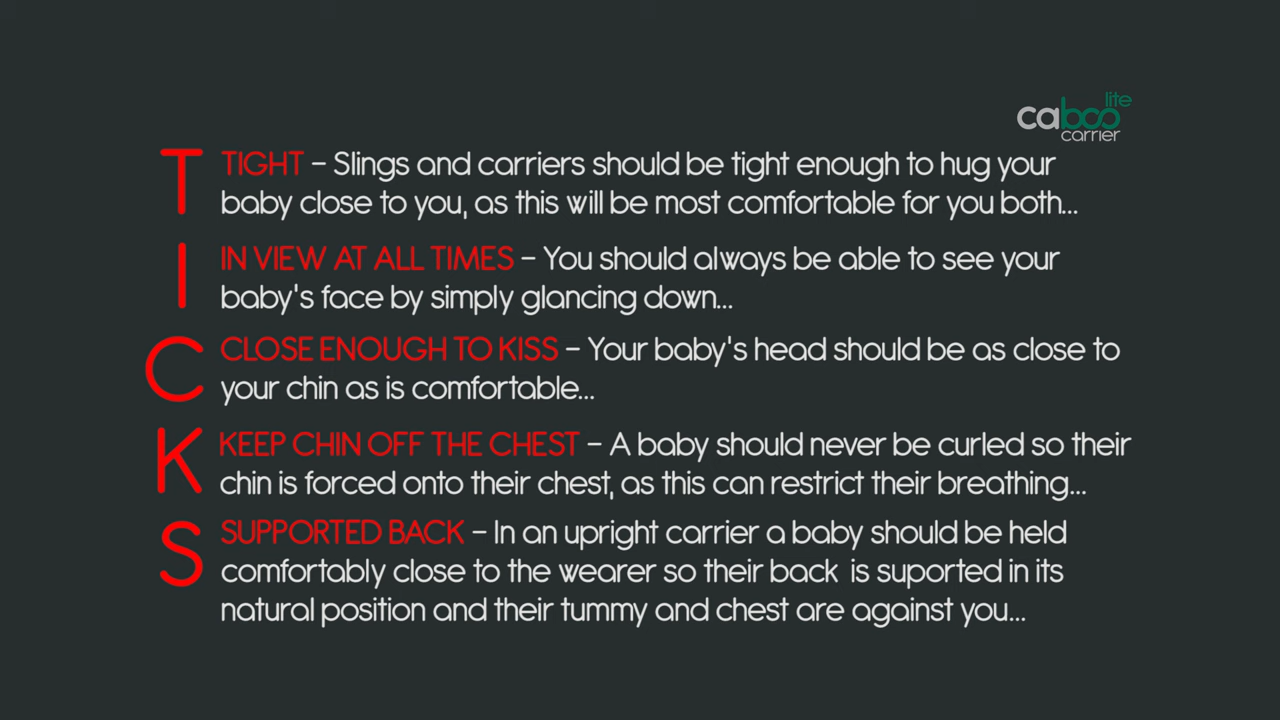 caboo lite
carrier
T TIGHT – Slings and carriers should be tight enough to hug your
baby close to you, as this will be most comfortable for you both...
I IN VIEW AT ALL TIMES – You should always be able to see your
baby's face by simply glancing down...
C CLOSE ENOUGH TO KISS – Your baby's head should be as close to
your chin as is comfortable...
K KEEP CHIN OFF THE CHEST – A baby should never be curled so their
chin is forced onto their chest, as this can restrict their breathing...
S SUPPORTED BACK – In an upright carrier a baby should be held
comfortably close to the wearer so their back is suported in its
natural position and their tummy and chest are against you...